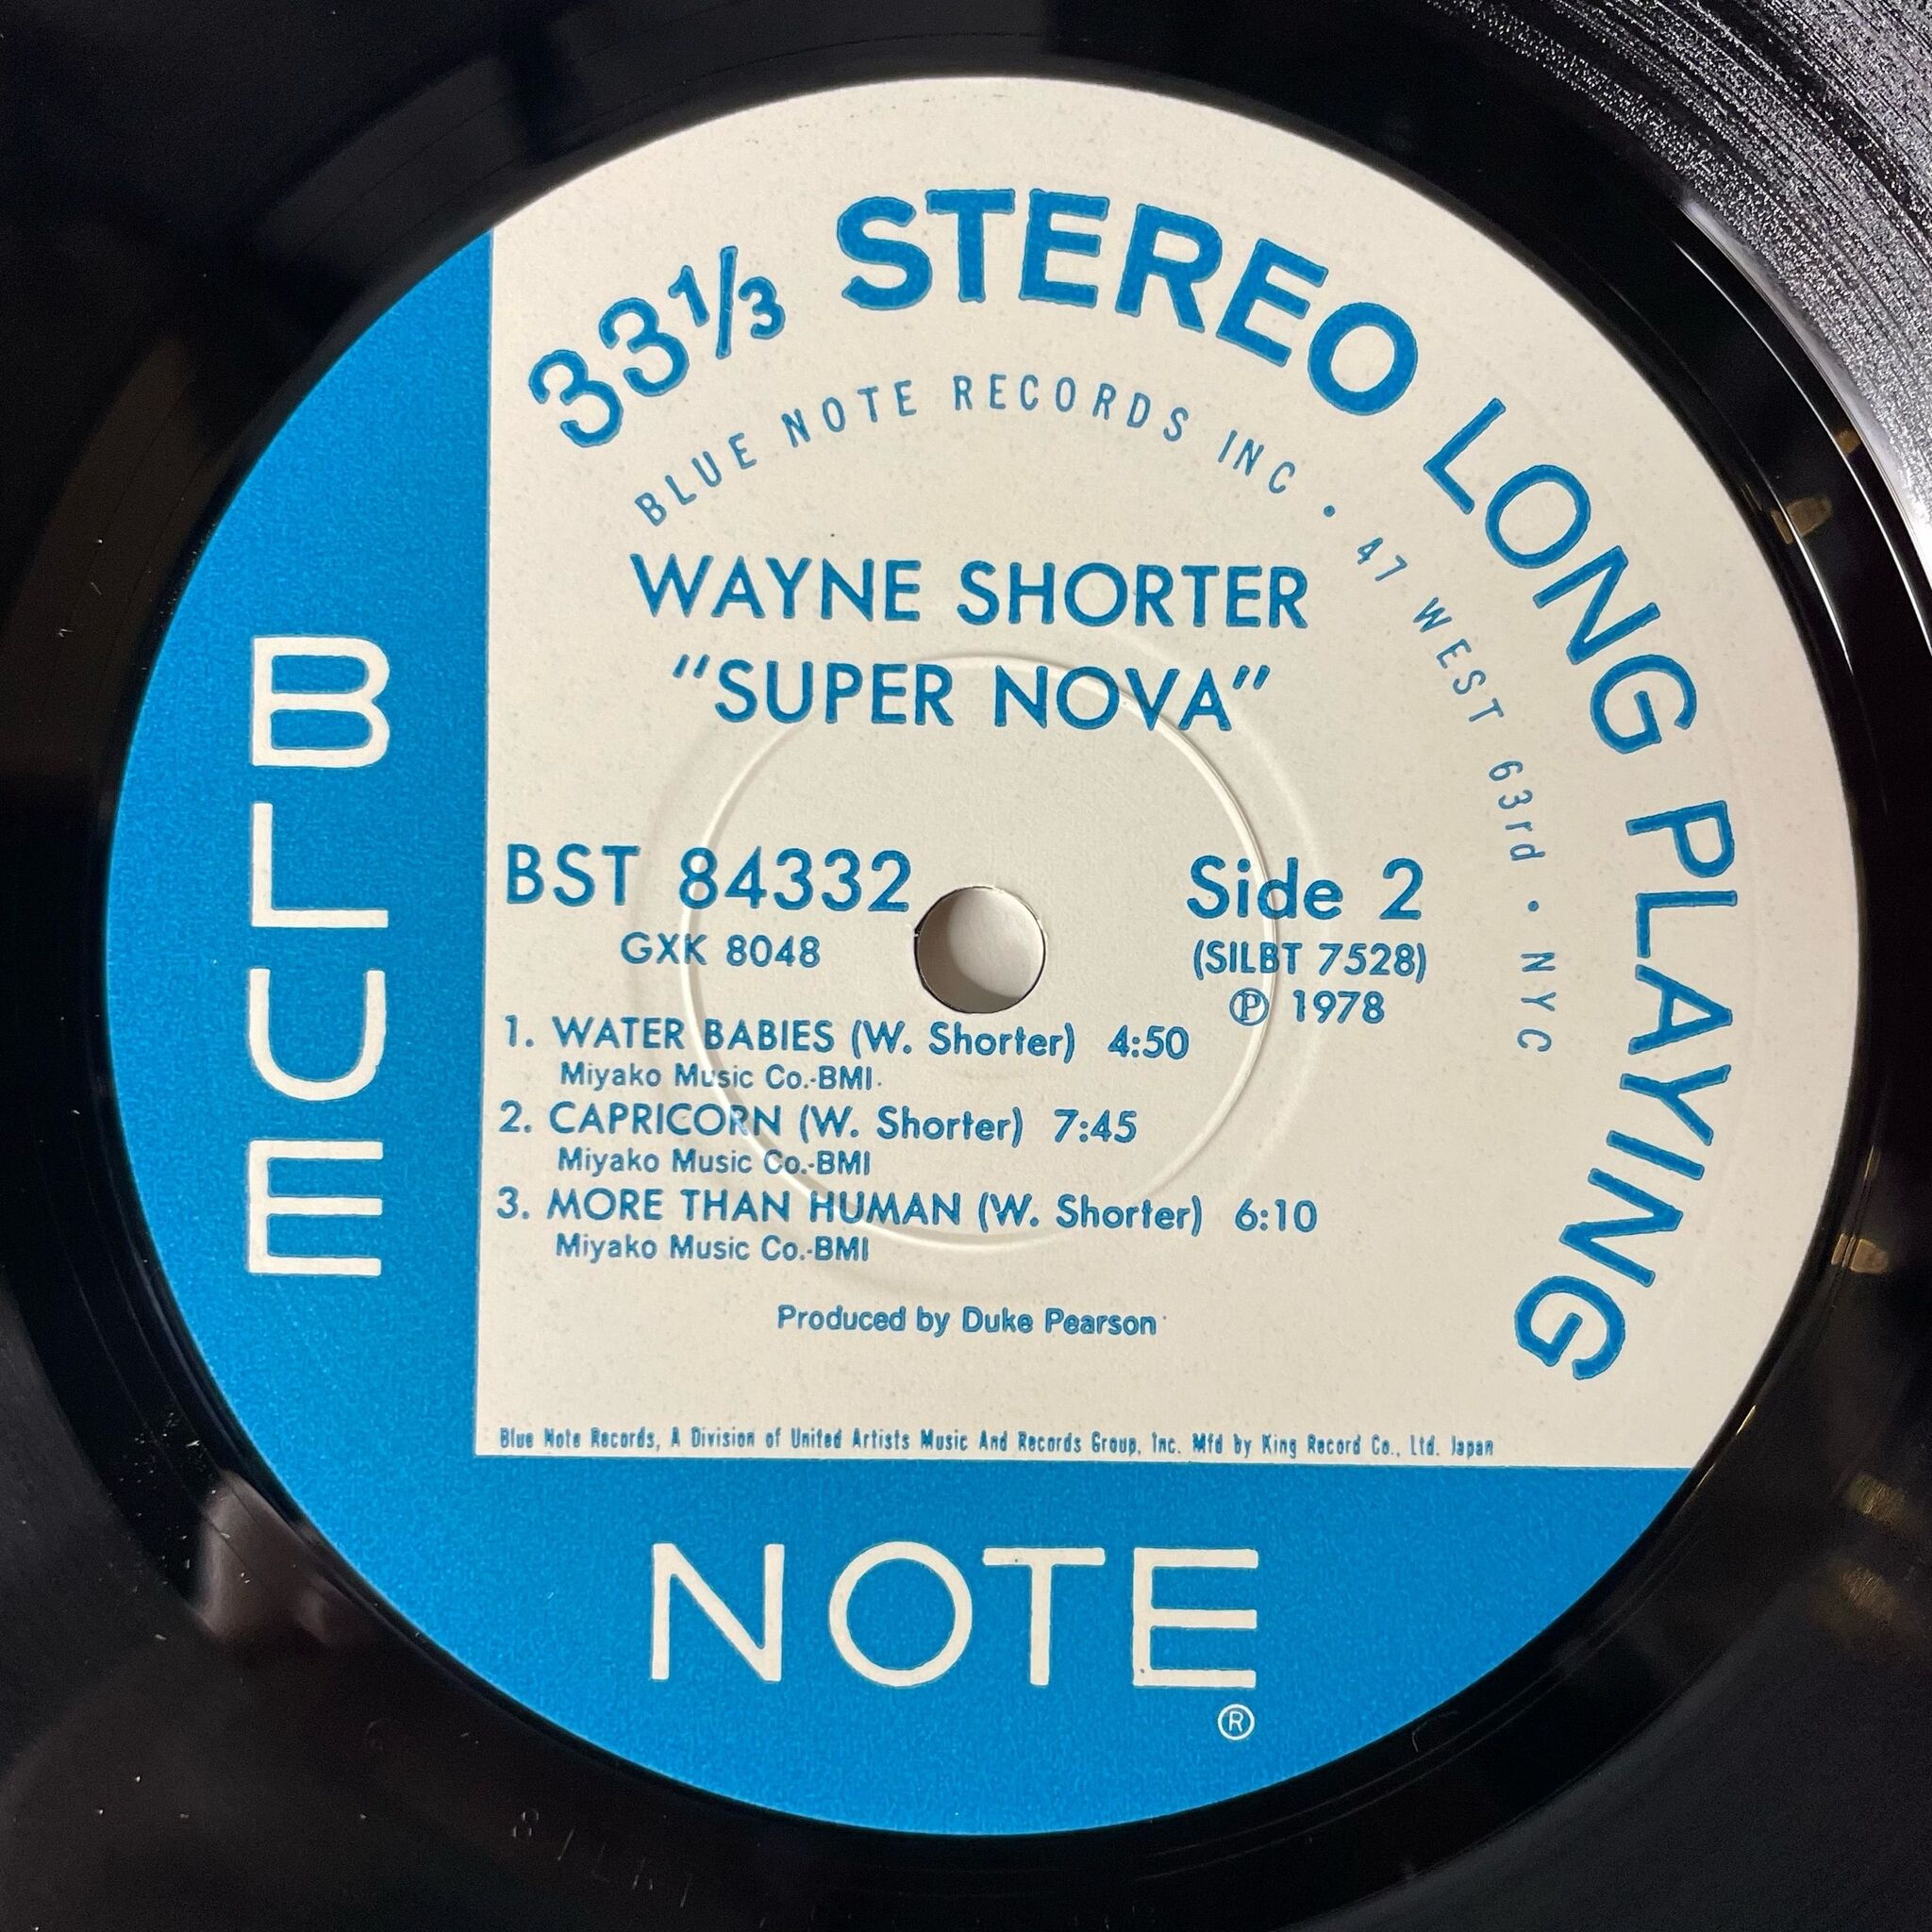 33⅓ STEREO LONG PLAYING
BLUE NOTE RECORDS INC • 47 WEST 63rd • NYC
WAYNE SHORTER
"SUPER NOVA"
BST 84332
GXK 8048
Side 2
(SILBT 7528)
℗ 1978
1. WATER BABIES (W. Shorter) 4:50
Miyako Music Co.-BMI
2. CAPRICORN (W. Shorter) 7:45
Miyako Music Co.-BMI
3. MORE THAN HUMAN (W. Shorter) 6:10
Miyako Music Co.-BMI
Produced by Duke Pearson
Blue Note Records, A Division of United Artists Music And Records Group, Inc. Mfd by King Record Co., Ltd. Japan
BLUE
NOTE
®